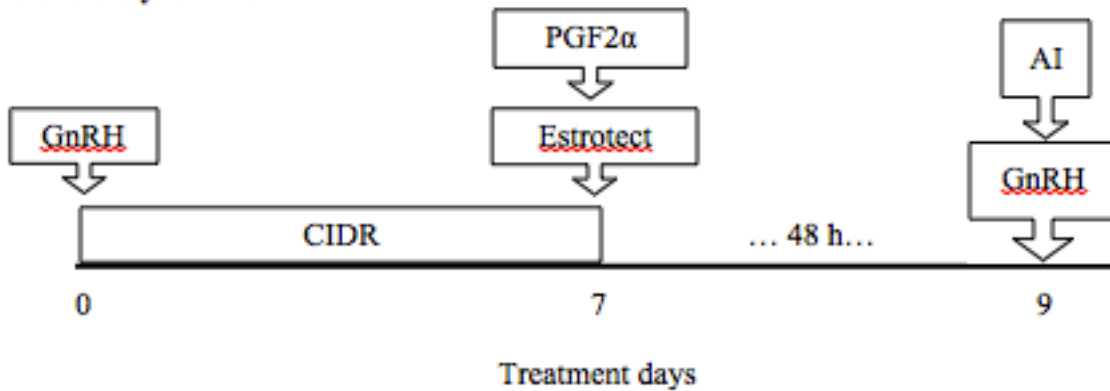 PGF2α
AI
GnRH
Estrotect
GnRH
CIDR
... 48 h...
0
7
9
Treatment days